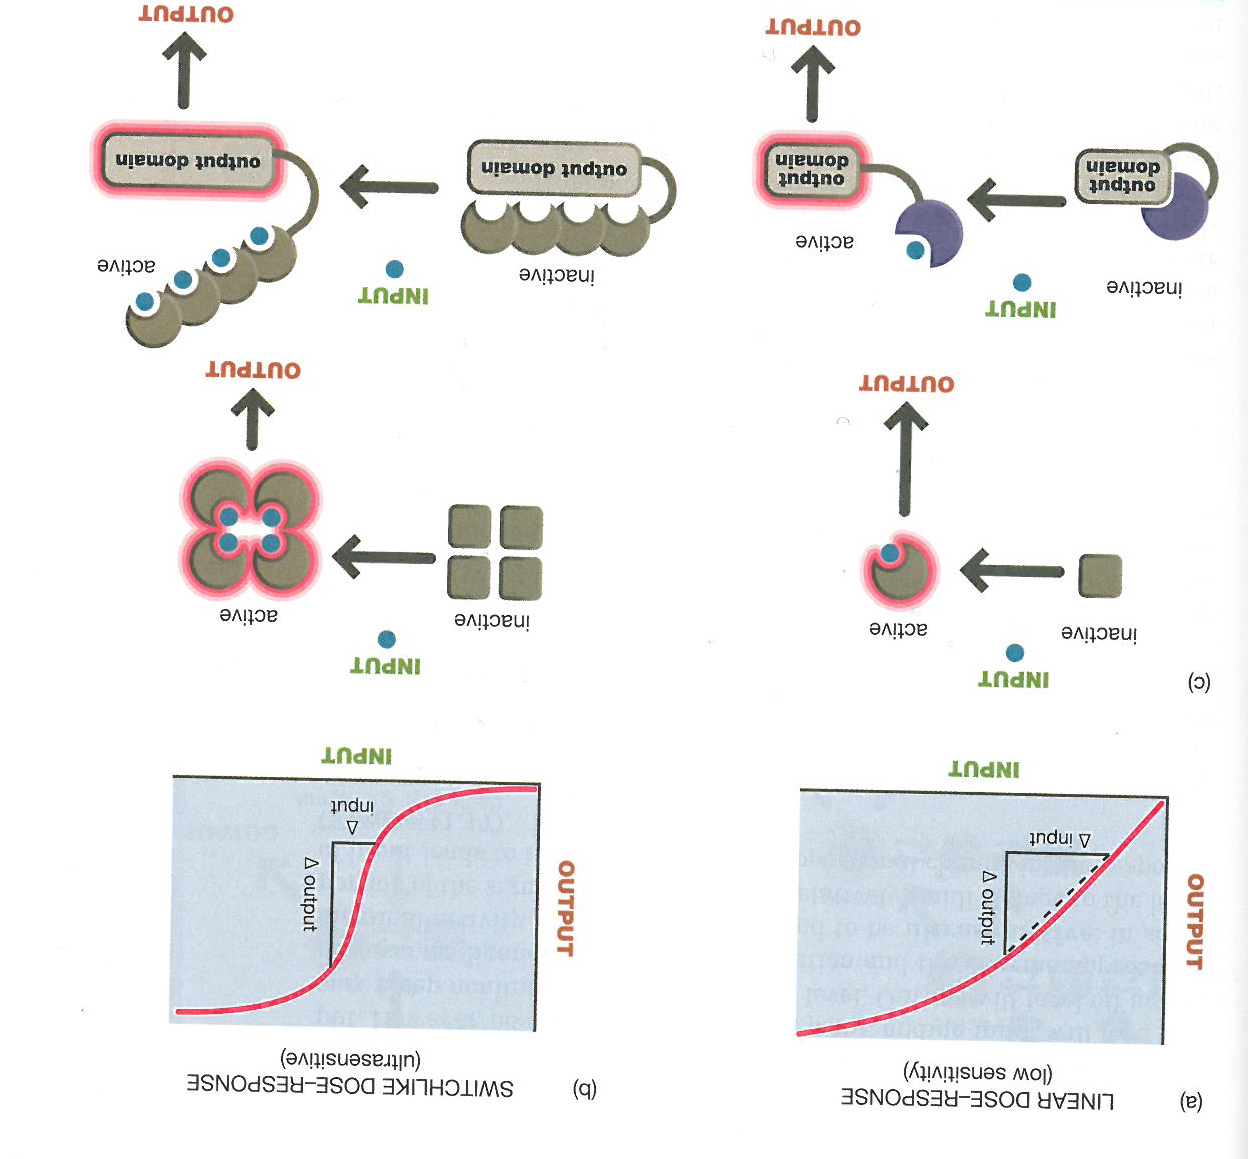 (a)
LINEAR DOSE–RESPONSE
(low sensitivity)
OUTPUT
Δ output
Δ input
INPUT
(b)
SWITCHLIKE DOSE–RESPONSE
(ultrasensitive)
OUTPUT
Δ output
Δ
input
INPUT
(c)
INPUT
inactive
active
OUTPUT
INPUT
inactive
active
OUTPUT
INPUT
inactive
output
domain
active
output
domain
OUTPUT
INPUT
inactive
output domain
active
output domain
OUTPUT